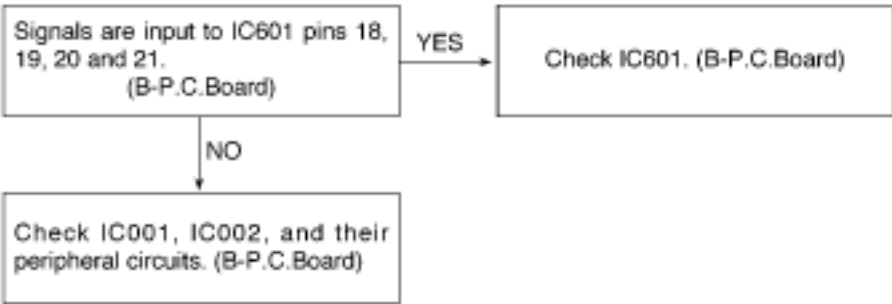 Signals are input to IC601 pins 18,
19, 20 and 21.
(B-P.C.Board)
YES
Check IC601. (B-P.C.Board)
NO
Check IC001, IC002, and their
peripheral circuits. (B-P.C.Board)